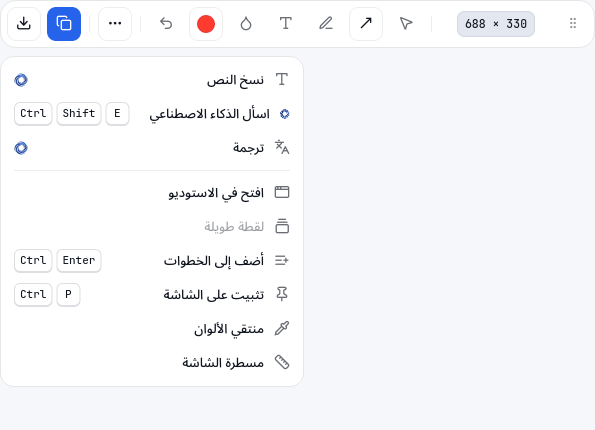 688 × 330
نسخ النص
اسأل الذكاء الاصطناعي Ctrl Shift E
ترجمة
افتح في الاستوديو
لقطة طويلة
أضف إلى الخطوات Ctrl Enter
تثبيت على الشاشة Ctrl P
منتقي الألوان
مسطرة الشاشة